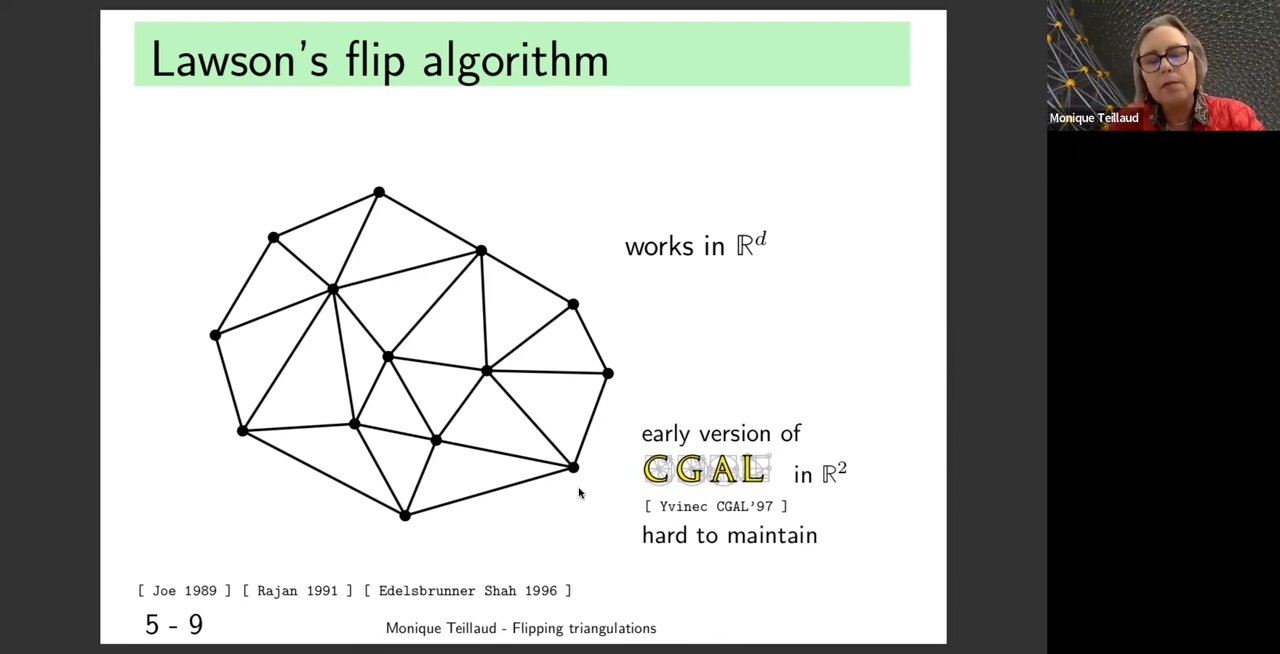 Lawson's flip algorithm
Monique Teillaud
works in ℝᵈ
early version of
CGAL in ℝ²
[ Yvinec CGAL'97 ]
hard to maintain
[ Joe 1989 ] [ Rajan 1991 ] [ Edelsbrunner Shah 1996 ]
5 - 9
Monique Teillaud - Flipping triangulations